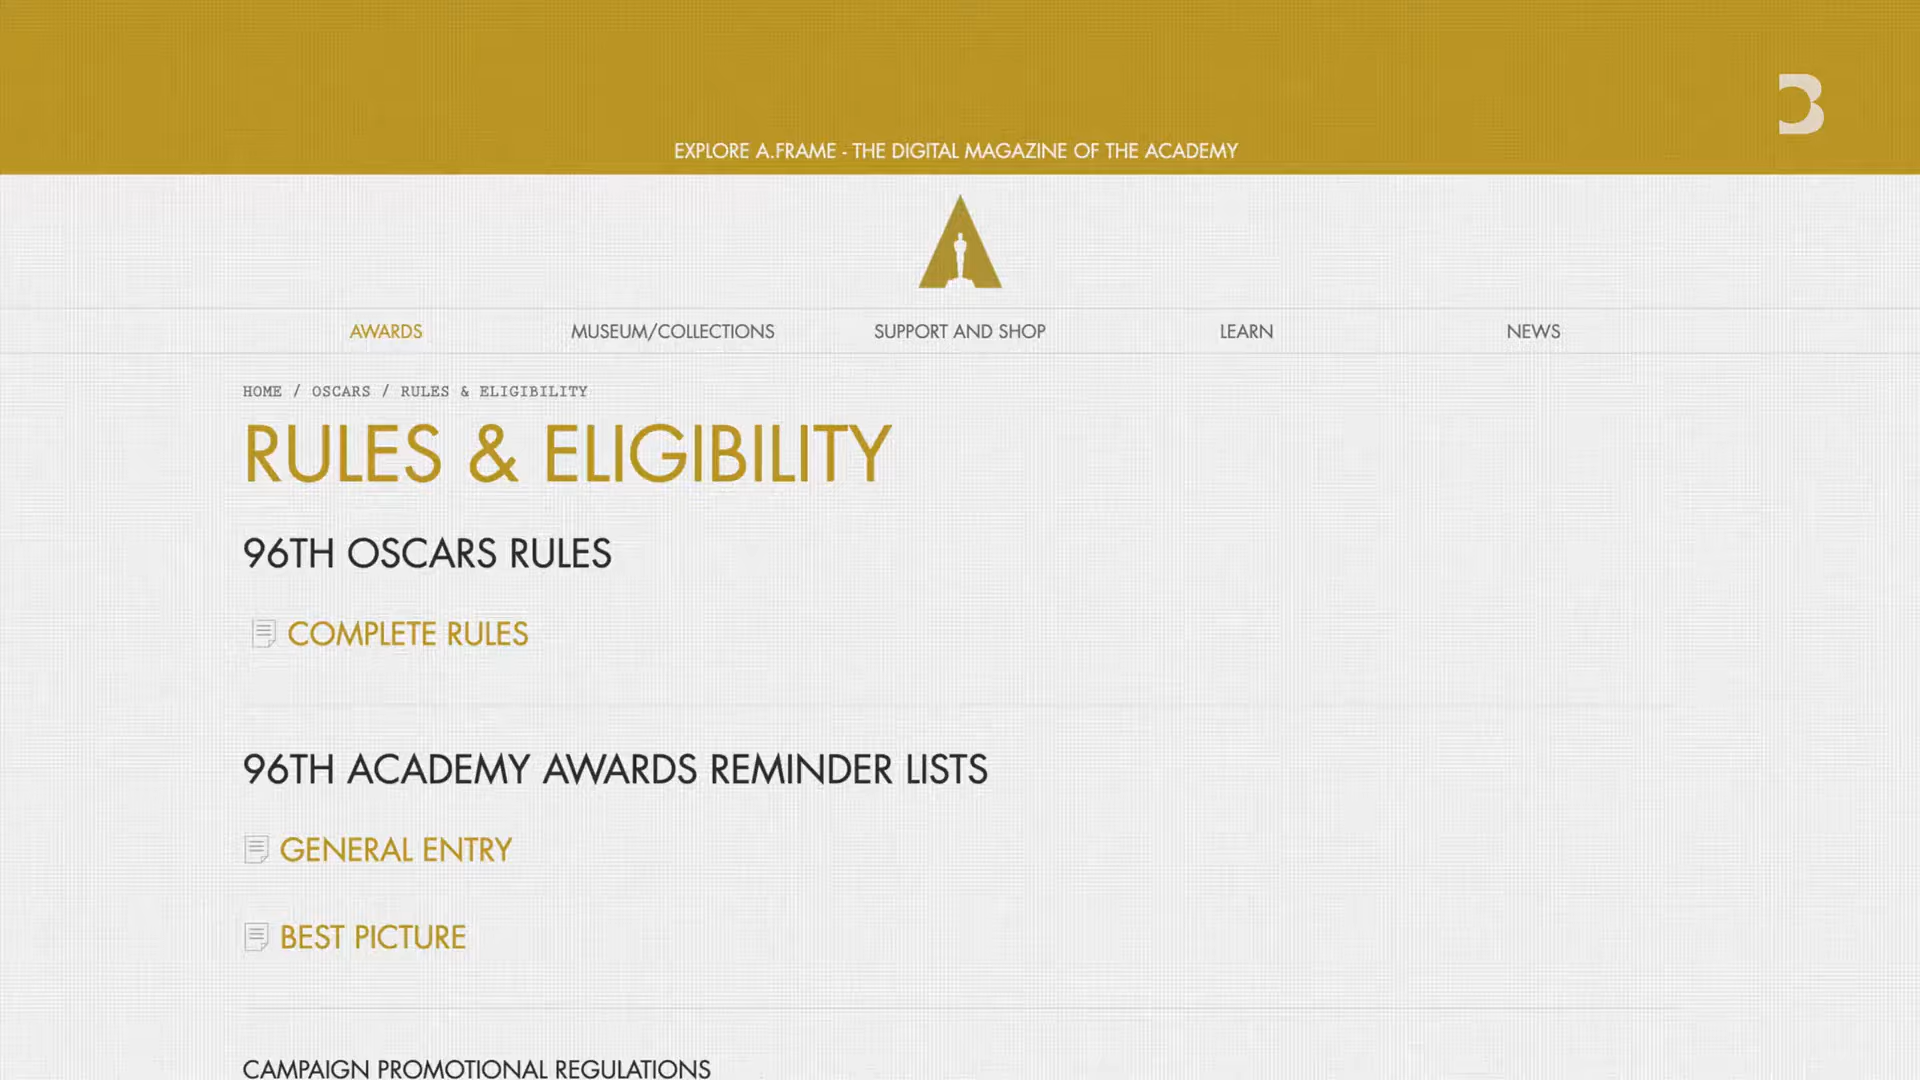 EXPLORE A.FRAME - THE DIGITAL MAGAZINE OF THE ACADEMY
AWARDS MUSEUM/COLLECTIONS SUPPORT AND SHOP LEARN NEWS
HOME / OSCARS / RULES & ELIGIBILITY
RULES & ELIGIBILITY
96TH OSCARS RULES
COMPLETE RULES
96TH ACADEMY AWARDS REMINDER LISTS
GENERAL ENTRY
BEST PICTURE
CAMPAIGN PROMOTIONAL REGULATIONS